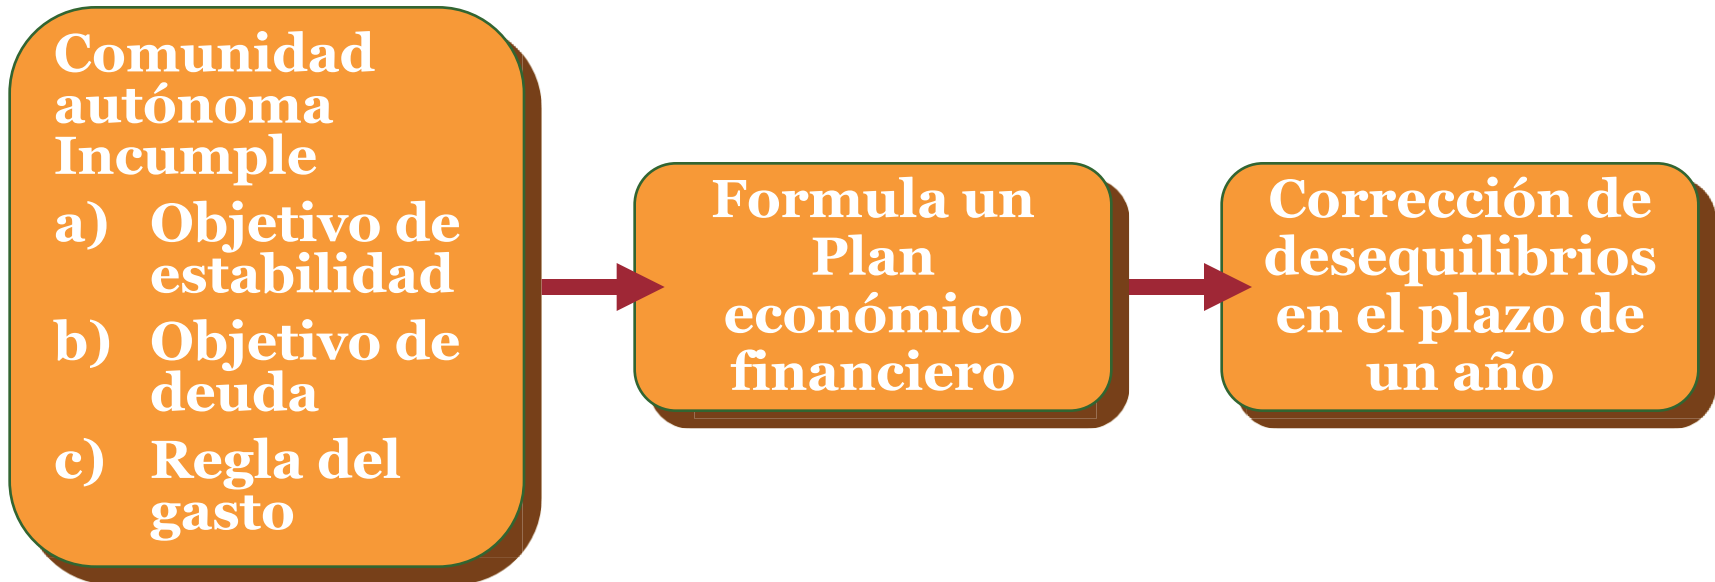 Comunidad
autónoma
Incumple
a) Objetivo de
estabilidad
b) Objetivo de
deuda
c) Regla del
gasto
Formula un
Plan
económico
financiero
Corrección de
desequilibrios
en el plazo de
un año